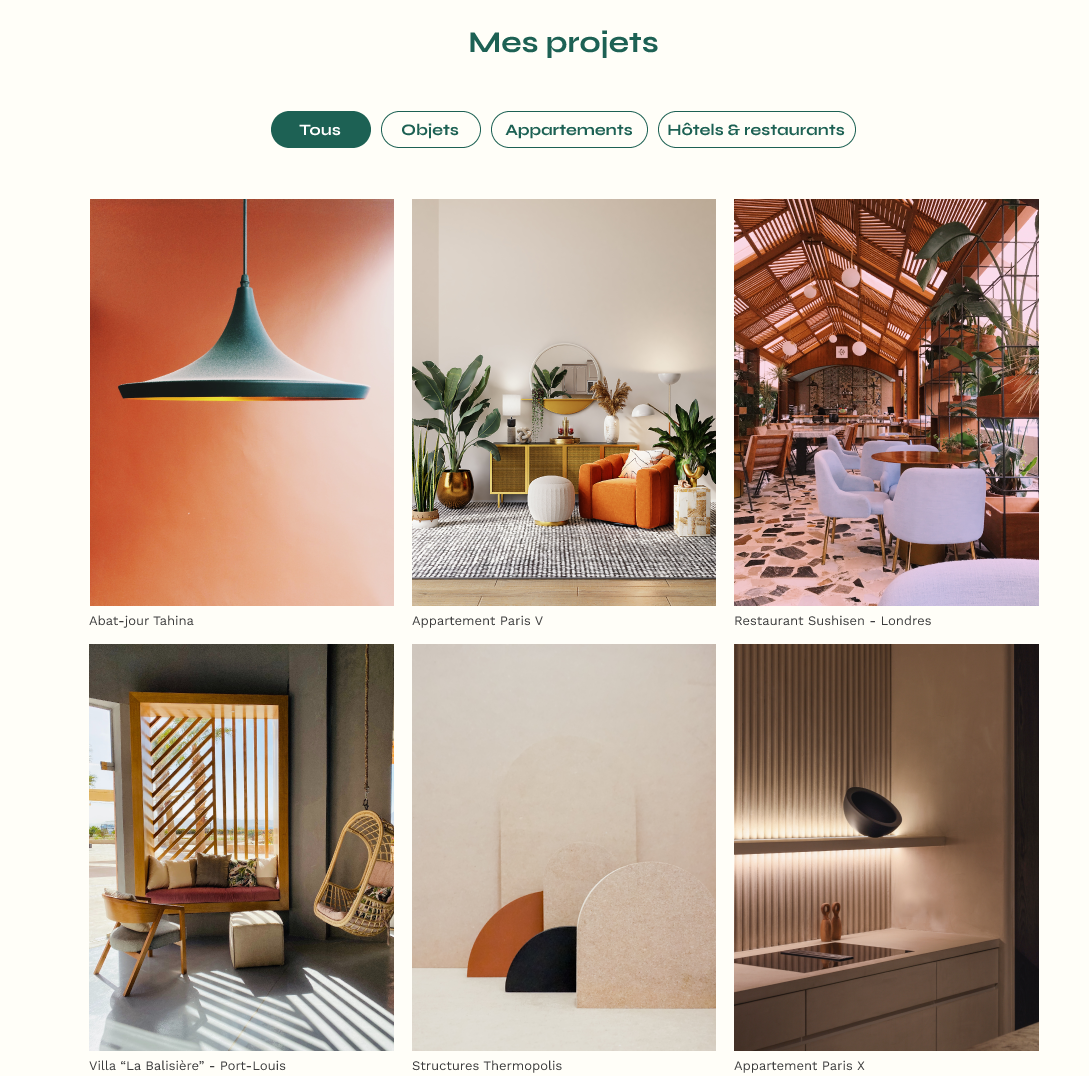 Mes projets
Tous
Objets
Appartements
Hôtels & restaurants
Abat-jour Tahina
Appartement Paris V
Restaurant Sushisen - Londres
Villa “La Balisière” - Port-Louis
Structures Thermopolis
Appartement Paris X